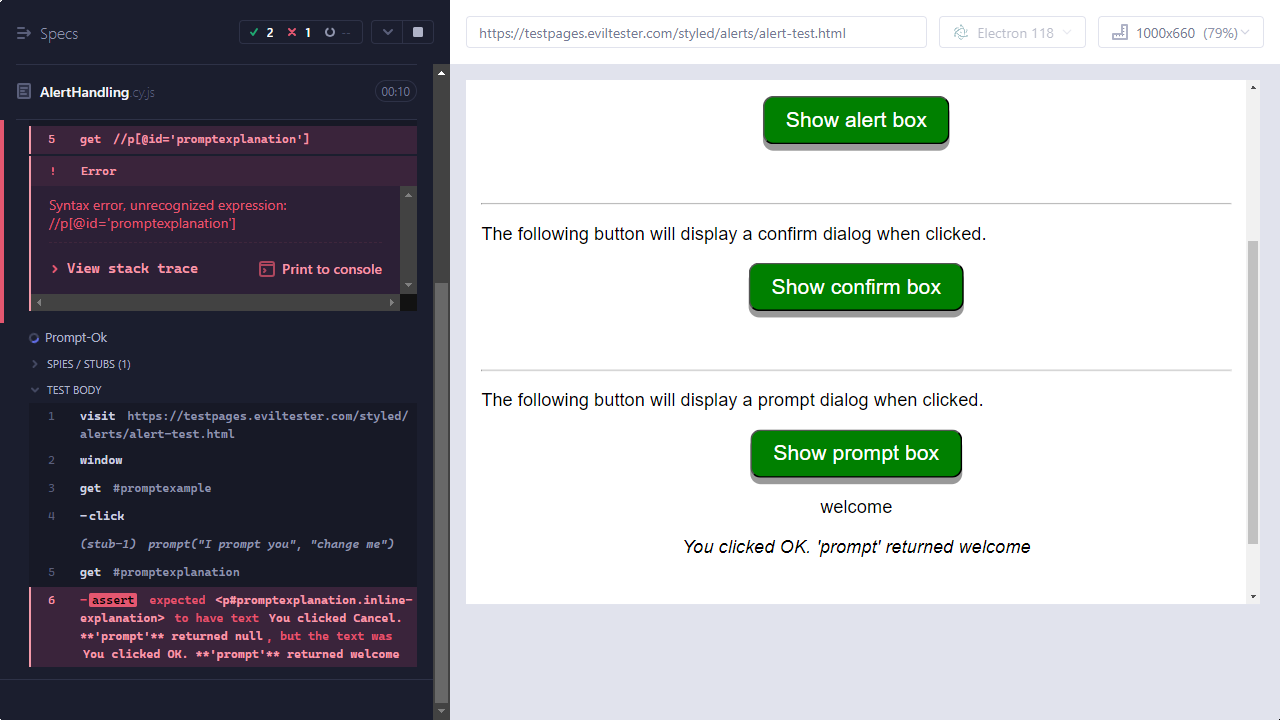 Specs
2 1 --
https://testpages.eviltester.com/styled/alerts/alert-test.html
Electron 118
1000x660 (79%)
AlertHandling.cy.js
00:10
5 get //p[@id='promptexplanation']
! Error
Syntax error, unrecognized expression:
//p[@id='promptexplanation']
View stack trace
Print to console
Prompt-Ok
SPIES / STUBS (1)
TEST BODY
1 visit https://testpages.eviltester.com/styled/
alerts/alert-test.html
2 window
3 get #promptexample
4 -click
(stub-1) prompt("I prompt you", "change me")
5 get #promptexplanation
6 -assert expected <p#promptexplanation.inline-
explanation> to have text You clicked Cancel.
**'prompt'** returned null, but the text was
You clicked OK. **'prompt'** returned welcome
Show alert box
The following button will display a confirm dialog when clicked.
Show confirm box
The following button will display a prompt dialog when clicked.
Show prompt box
welcome
You clicked OK. 'prompt' returned welcome